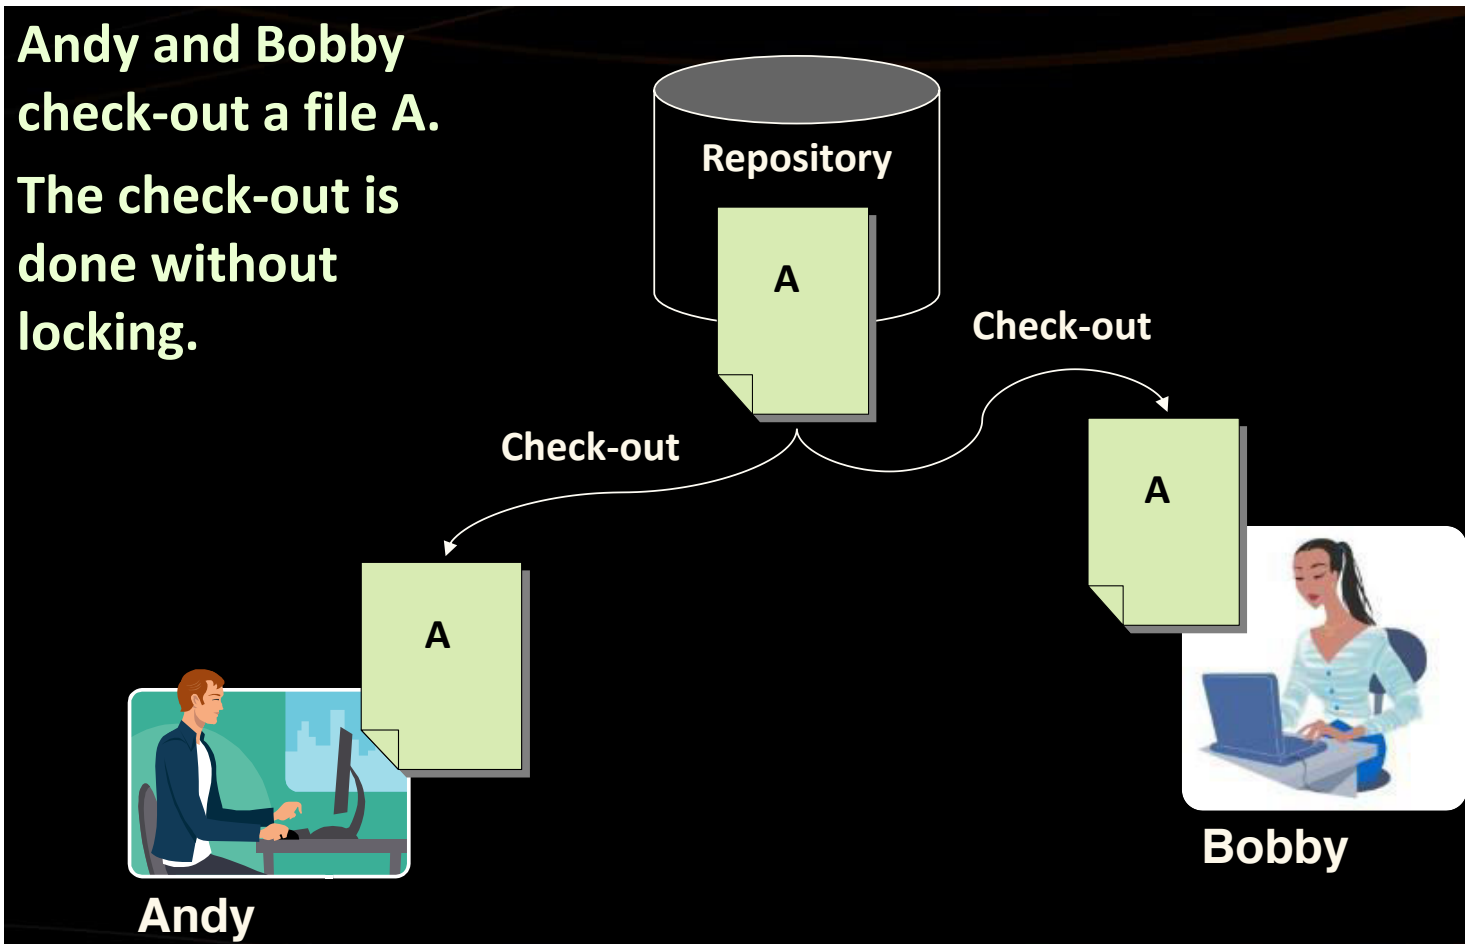 Andy and Bobby
check-out a file A.
The check-out is
done without
locking.
Repository
A
Check-out
Check-out
A
A
Bobby
Andy